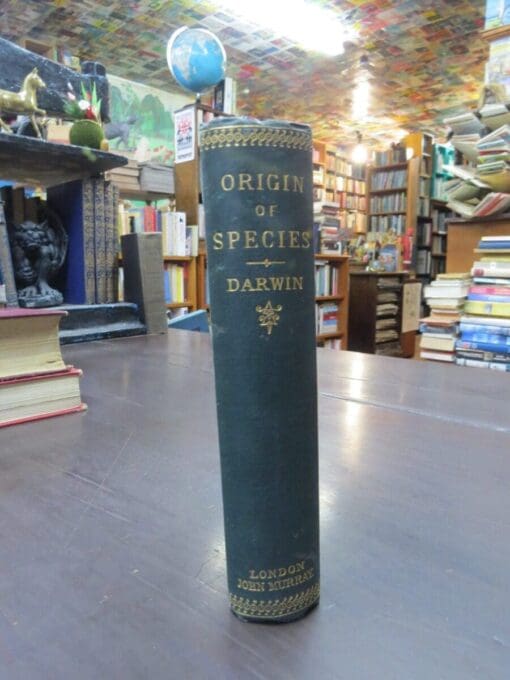 ORIGIN
OF
SPECIES
DARWIN
LONDON
JOHN MURRAY